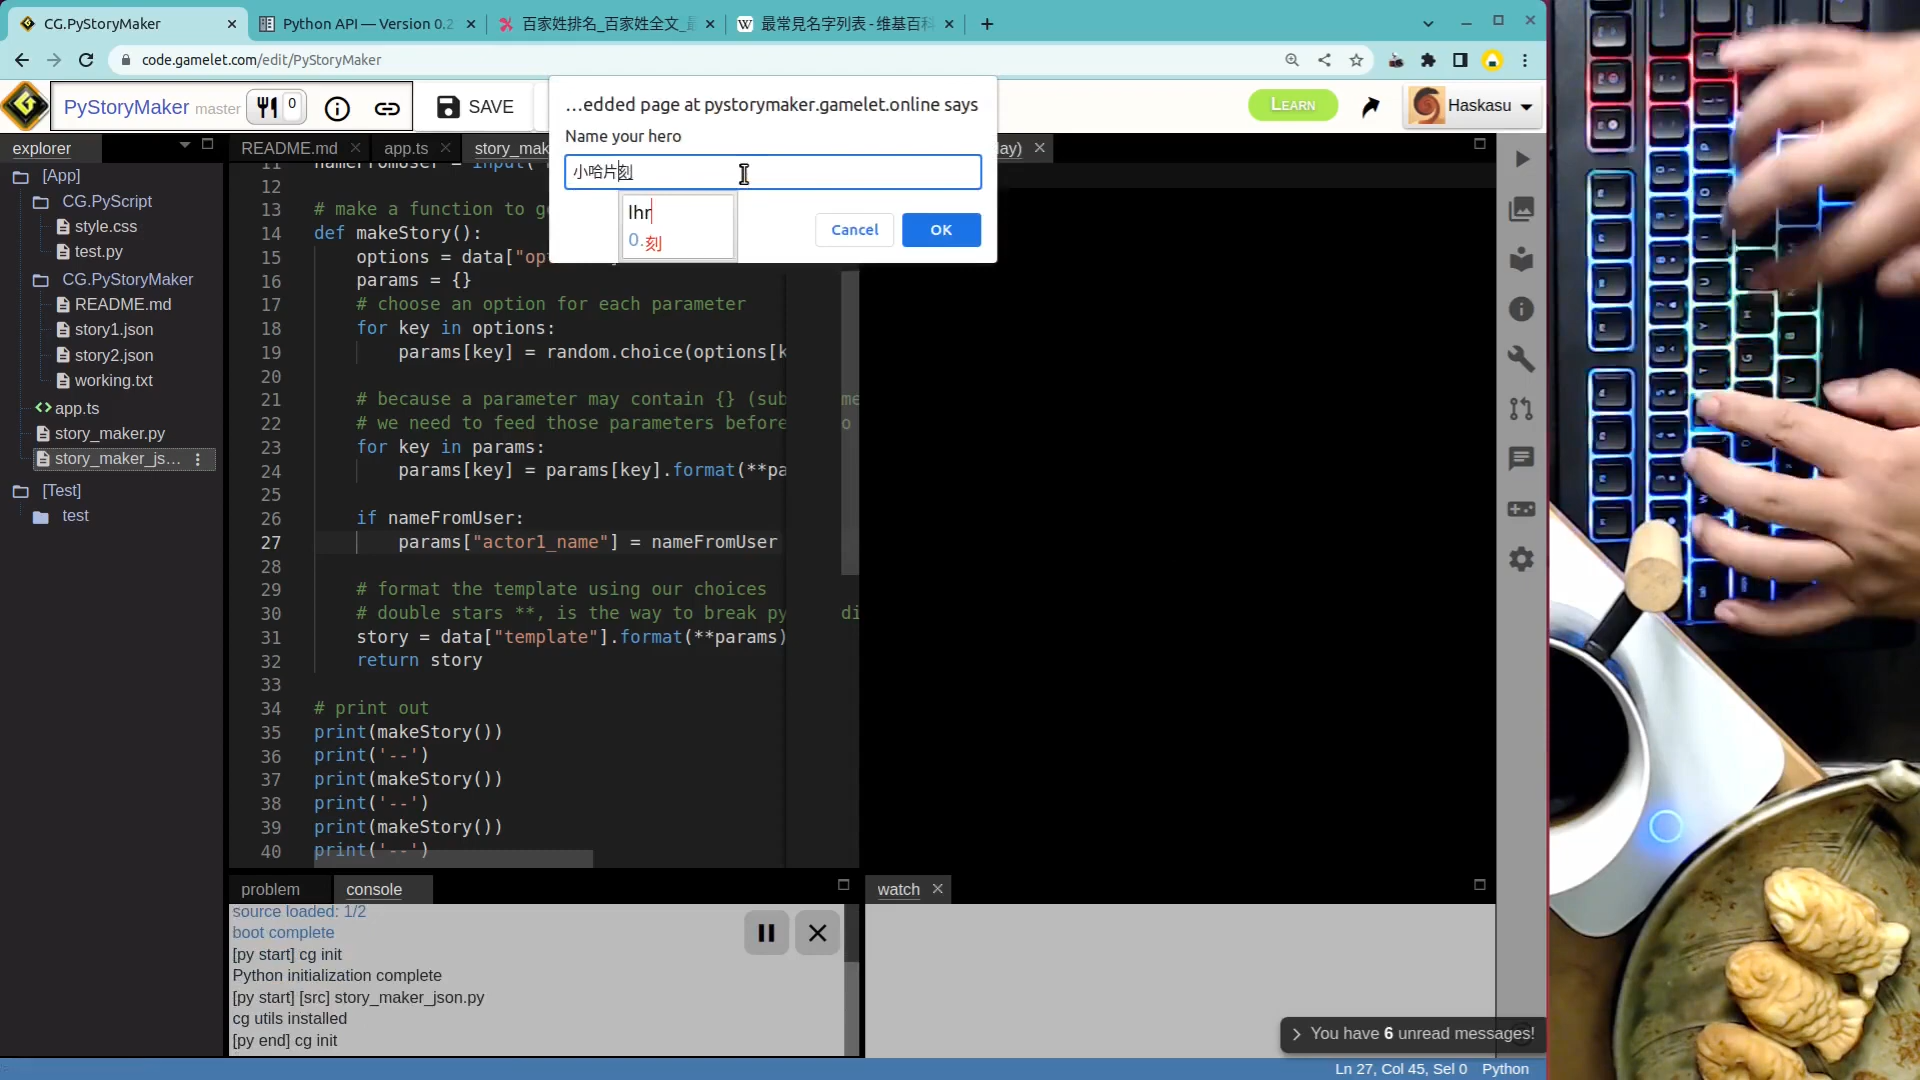 CG.PyStoryMaker
Python API — Version 0.2
百家姓排名_百家姓全文_
最常見名字列表 - 维基百科
code.gamelet.com/edit/PyStoryMaker
PyStoryMaker master
0
SAVE
LEARN
Haskasu
...edded page at pystorymaker.gamelet.online says
Name your hero
小哈片刻
lhr
0.刻
Cancel
OK
explorer
README.md
app.ts
story_mak
ay)
[App]
CG.PyScript
style.css
test.py
CG.PyStoryMaker
README.md
story1.json
story2.json
working.txt
app.ts
story_maker.py
story_maker_js...
[Test]
test
11 nameFromUser = input(
12
13 # make a function to ge
14 def makeStory():
15 options = data["op
16 params = {}
17 # choose an option for each parameter
18 for key in options:
19 params[key] = random.choice(options[k
20
21 # because a parameter may contain {} (sub me
22 # we need to feed those parameters before o
23 for key in params:
24 params[key] = params[key].format(**pa
25
26 if nameFromUser:
27 params["actor1_name"] = nameFromUser
28
29 # format the template using our choices
30 # double stars **, is the way to break py di
31 story = data["template"].format(**params)
32 return story
33
34 # print out
35 print(makeStory())
36 print('--')
37 print(makeStory())
38 print('--')
39 print(makeStory())
40 print('--')
problem
console
watch
source loaded: 1/2
boot complete
[py start] cg init
Python initialization complete
[py start] [src] story_maker_json.py
cg utils installed
[py end] cg init
You have 6 unread messages!
Ln 27, Col 45, Sel 0 Python